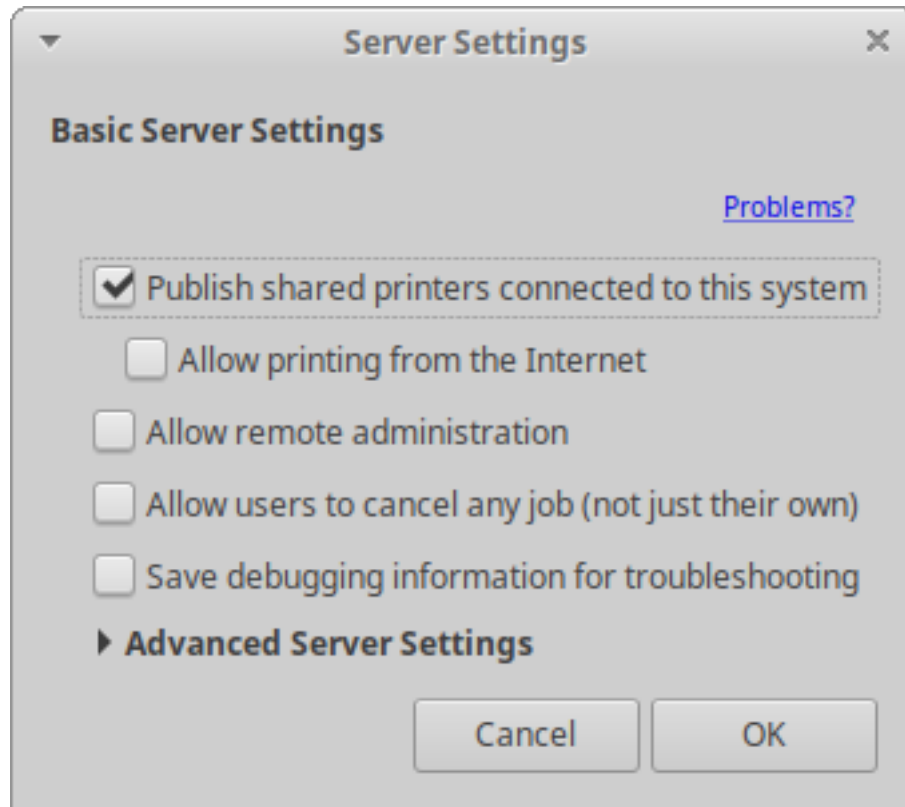 Server Settings
Basic Server Settings
Problems?
Publish shared printers connected to this system
Allow printing from the Internet
Allow remote administration
Allow users to cancel any job (not just their own)
Save debugging information for troubleshooting
Advanced Server Settings
Cancel OK